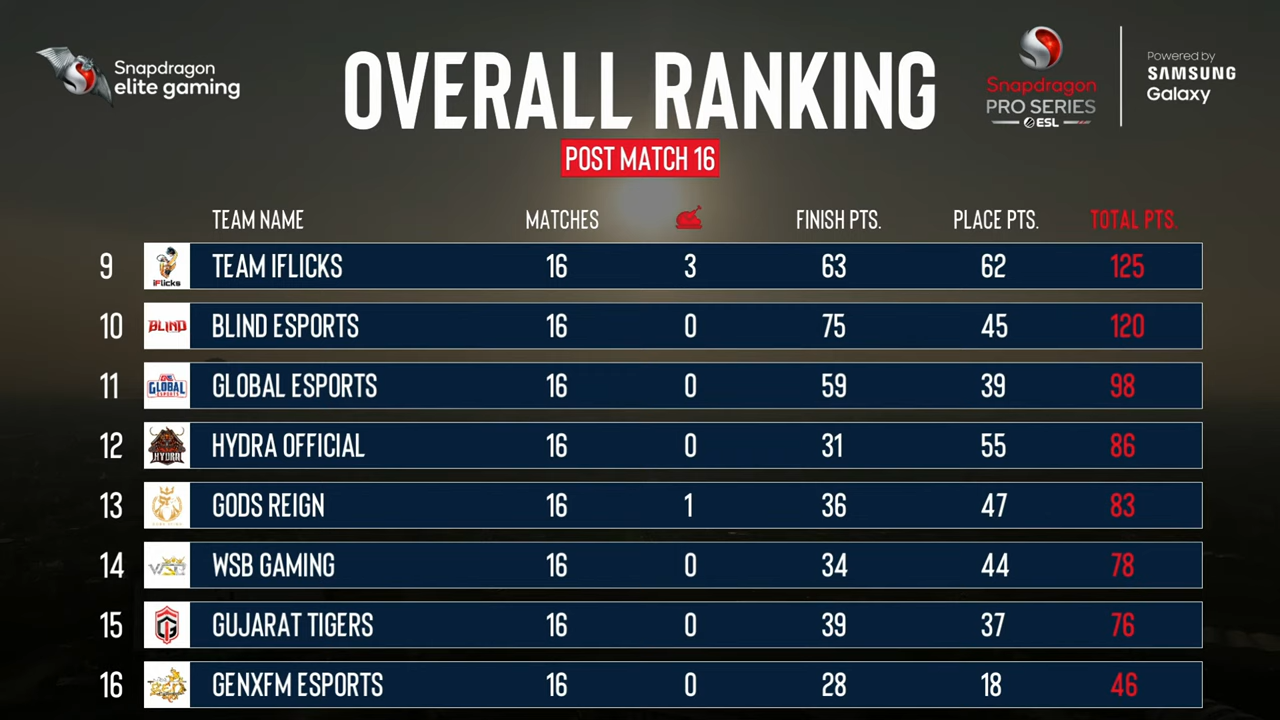 Snapdragon
elite gaming
OVERALL RANKING
POST MATCH 16
Snapdragon
PRO SERIES
ESL
Powered by
SAMSUNG
Galaxy
TEAM NAME MATCHES FINISH PTS. PLACE PTS. TOTAL PTS.
9 iFlicks TEAM IFLICKS 16 3 63 62 125
10 BLIND BLIND ESPORTS 16 0 75 45 120
11 GLOBAL ESPORTS GLOBAL ESPORTS 16 0 59 39 98
12 HYDRA HYDRA OFFICIAL 16 0 31 55 86
13 GODS REIGN 16 1 36 47 83
14 WSB GAMING 16 0 34 44 78
15 GUJARAT TIGERS 16 0 39 37 76
16 GENXFM ESPORTS 16 0 28 18 46